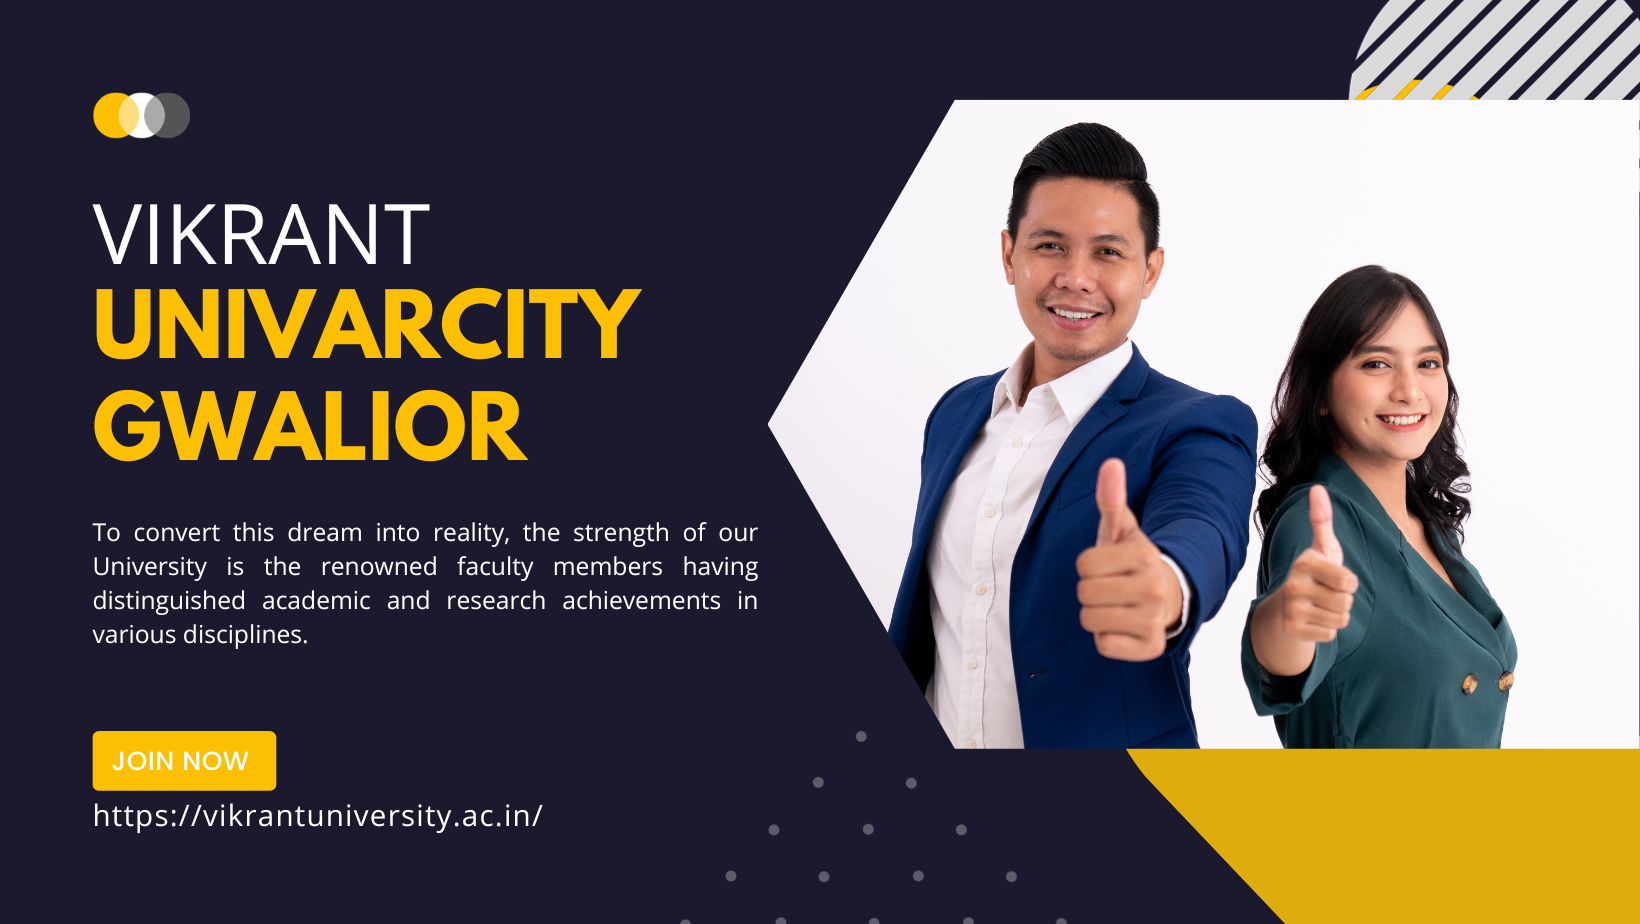 VIKRANT
UNIVARCITY
GWALIOR
To convert this dream into reality, the strength of our
University is the renowned faculty members having
distinguished academic and research achievements in
various disciplines.
JOIN NOW
https://vikrantuniversity.ac.in/